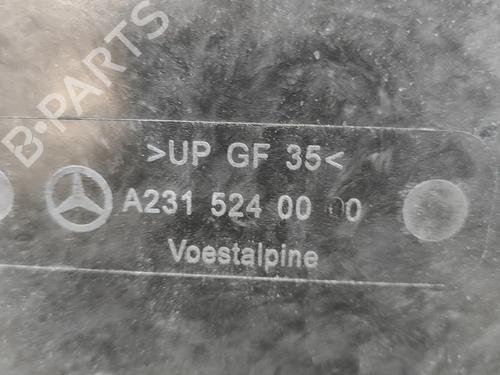 B-PARTS
>UP GF 35<
A231 524 00 00
Voestalpine